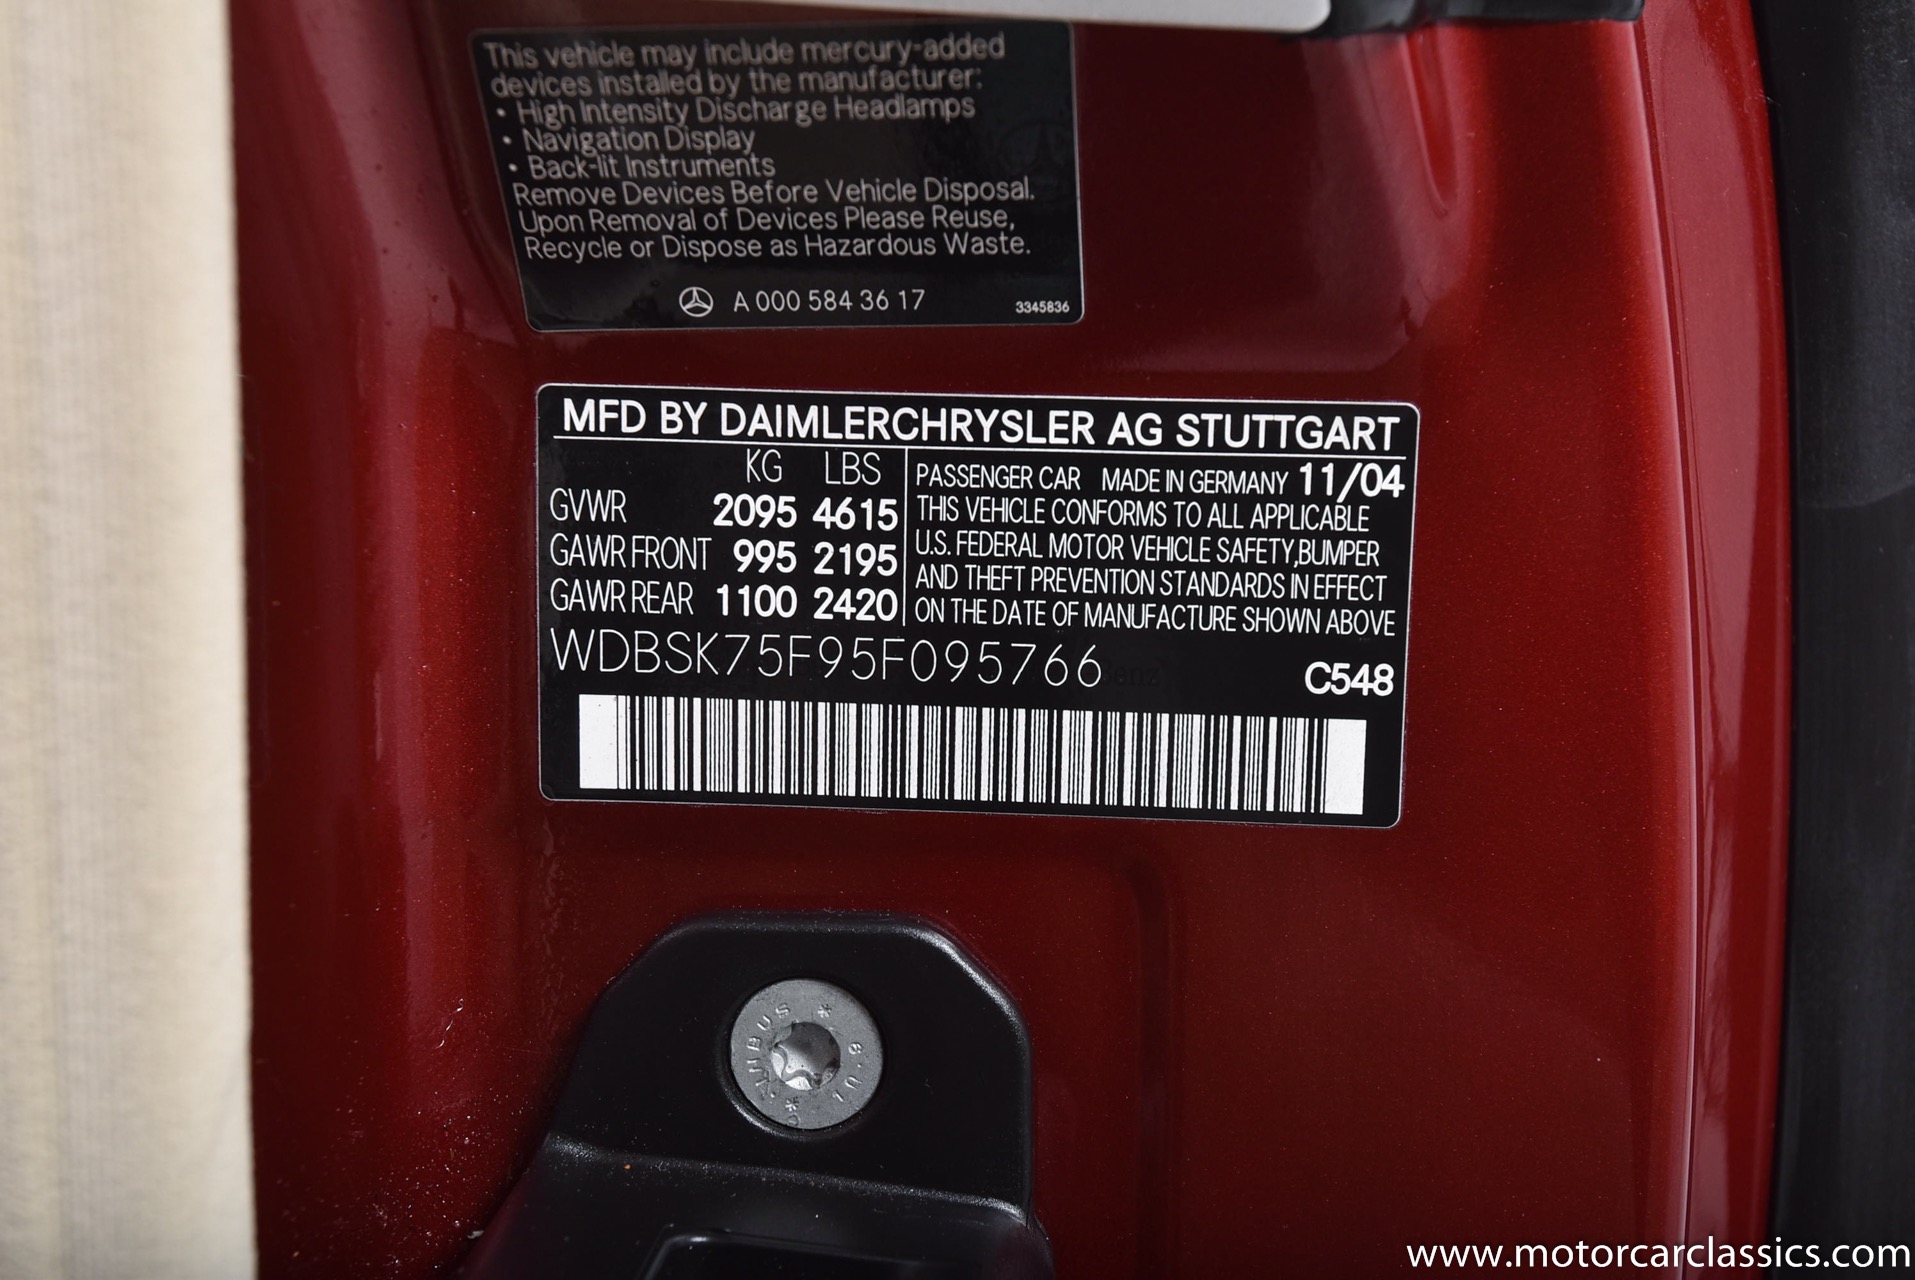 This vehicle may include mercury-added
devices installed by the manufacturer:
• High Intensity Discharge Headlamps
• Navigation Display
• Back-lit Instruments
Remove Devices Before Vehicle Disposal.
Upon Removal of Devices Please Reuse,
Recycle or Dispose as Hazardous Waste.
A 000 584 36 17
3345836
MFD BY DAIMLERCHRYSLER AG STUTTGART
KG LBS
GVWR 2095 4615
GAWR FRONT 995 2195
GAWR REAR 1100 2420
PASSENGER CAR MADE IN GERMANY 11/04
THIS VEHICLE CONFORMS TO ALL APPLICABLE
U.S. FEDERAL MOTOR VEHICLE SAFETY,BUMPER
AND THEFT PREVENTION STANDARDS IN EFFECT
ON THE DATE OF MANUFACTURE SHOWN ABOVE
WDBSK75F95F095766
C548
10.9
www.motorcarclassics.com